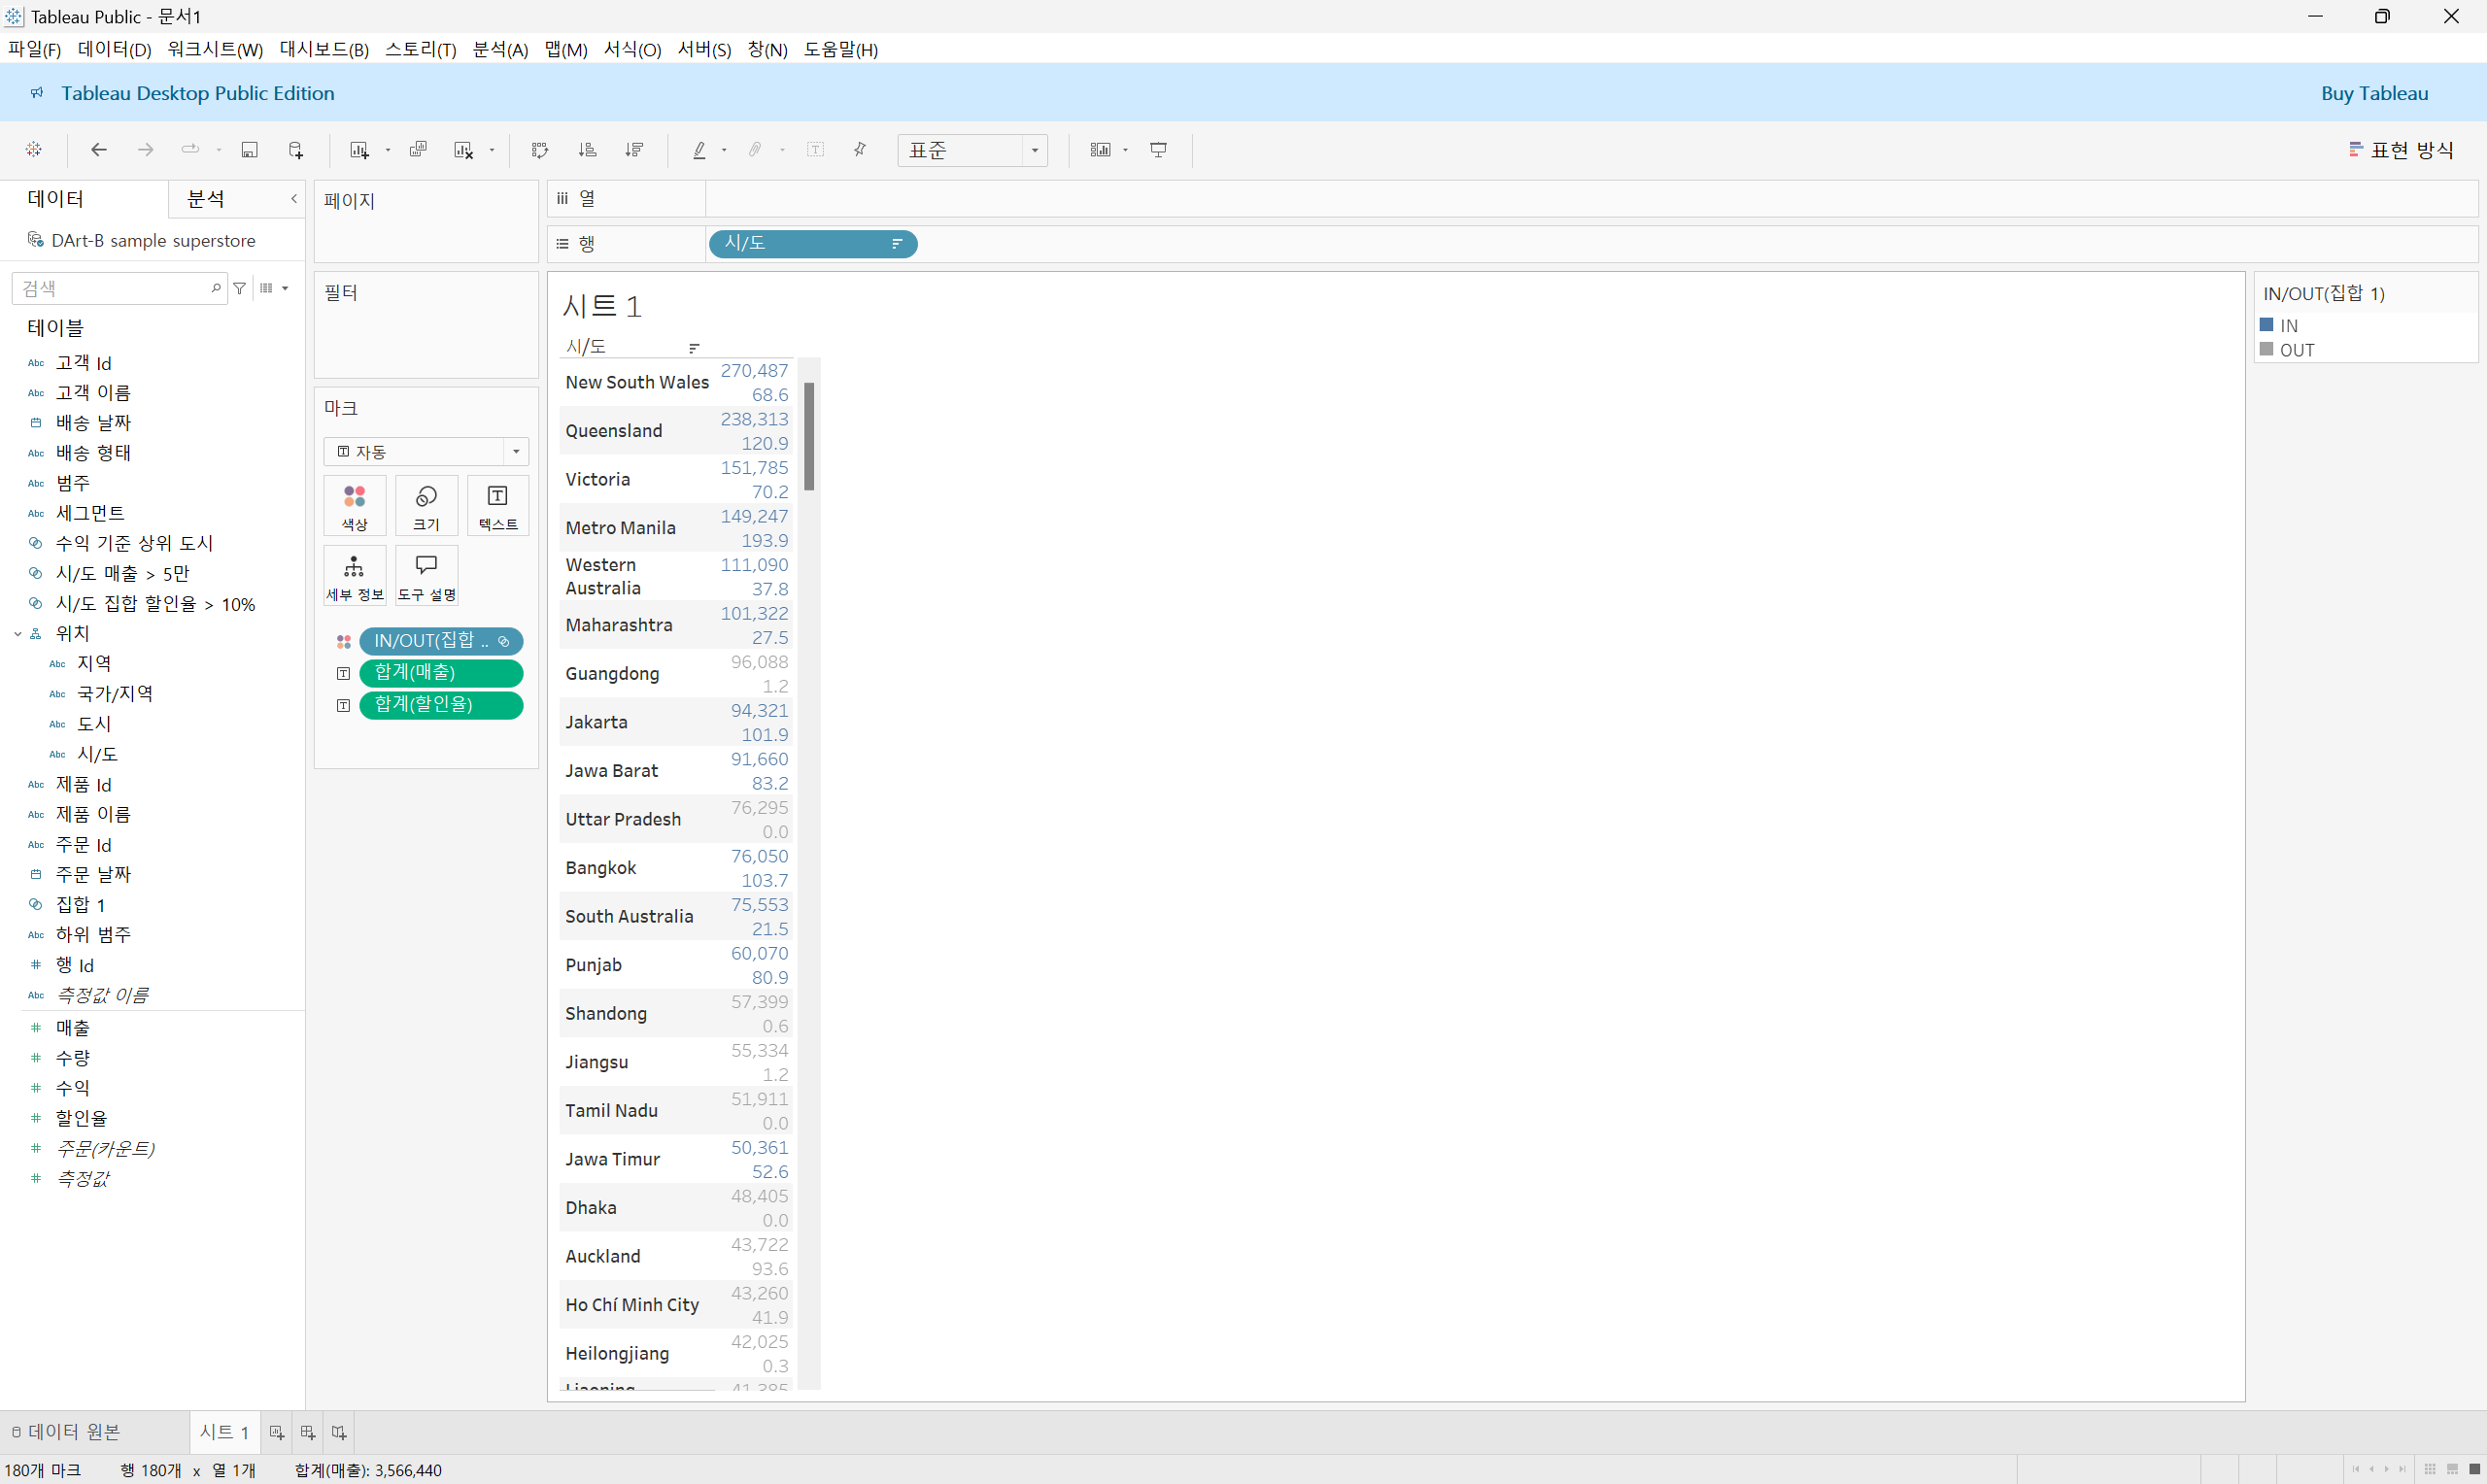 Tableau Public - 문서1
파일(F) 데이터(D) 워크시트(W) 대시보드(B) 스토리(T) 분석(A) 맵(M) 서식(O) 서버(S) 창(N) 도움말(H)
Tableau Desktop Public Edition
Buy Tableau
표준
표현 방식
데이터
분석
DArt-B sample superstore
검색
테이블
Abc 고객 Id
Abc 고객 이름
배송 날짜
Abc 배송 형태
Abc 범주
Abc 세그먼트
수익 기준 상위 도시
시/도 매출 > 5만
시/도 집합 할인율 > 10%
위치
Abc 지역
Abc 국가/지역
Abc 도시
Abc 시/도
Abc 제품 Id
Abc 제품 이름
Abc 주문 Id
주문 날짜
집합 1
Abc 하위 범주
# 행 Id
Abc 측정값 이름
# 매출
# 수량
# 수익
# 할인율
# 주문(카운트)
# 측정값
페이지
필터
마크
자동
색상
크기
텍스트
세부 정보
도구 설명
IN/OUT(집합 ..
합계(매출)
합계(할인율)
열
행
시/도
시트 1
시/도
New South Wales 270,487
68.6
Queensland 238,313
120.9
Victoria 151,785
70.2
Metro Manila 149,247
193.9
Western Australia 111,090
37.8
Maharashtra 101,322
27.5
Guangdong 96,088
1.2
Jakarta 94,321
101.9
Jawa Barat 91,660
83.2
Uttar Pradesh 76,295
0.0
Bangkok 76,050
103.7
South Australia 75,553
21.5
Punjab 60,070
80.9
Shandong 57,399
0.6
Jiangsu 55,334
1.2
Tamil Nadu 51,911
0.0
Jawa Timur 50,361
52.6
Dhaka 48,405
0.0
Auckland 43,722
93.6
Ho Chí Minh City 43,260
41.9
Heilongjiang 42,025
0.3
Liaoning 41,385
IN/OUT(집합 1)
IN
OUT
데이터 원본
시트 1
180개 마크 행 180개 x 열 1개 합계(매출): 3,566,440